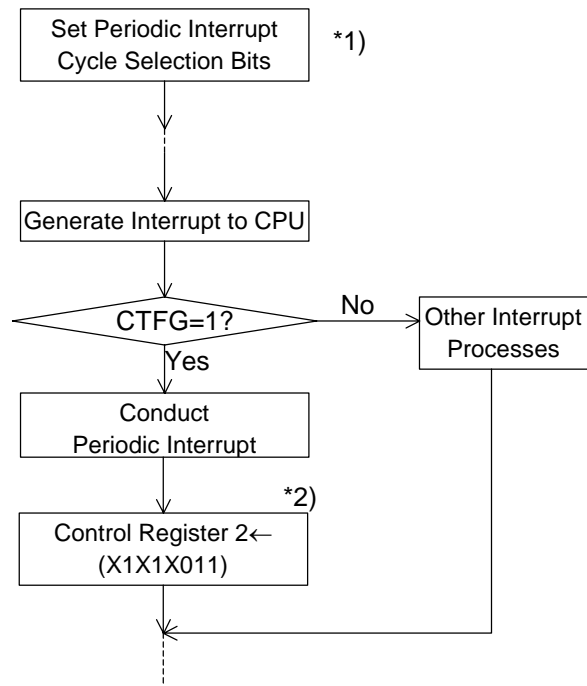 Set Periodic Interrupt
Cycle Selection Bits
*1)
Generate Interrupt to CPU
CTFG=1?
No
Other Interrupt
Processes
Yes
Conduct
Periodic Interrupt
*2)
Control Register 2←
(X1X1X011)